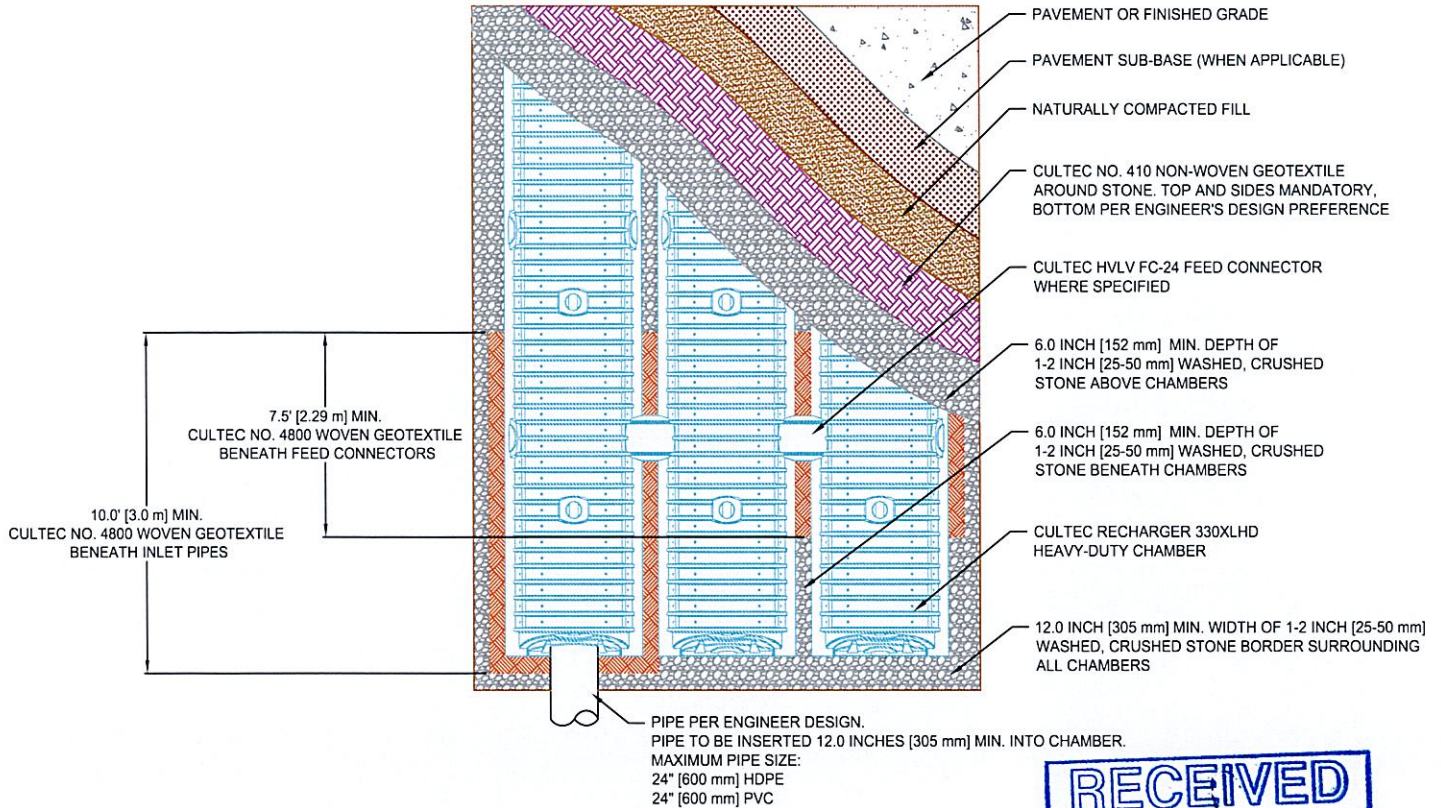 PAVEMENT OR FINISHED GRADE
PAVEMENT SUB-BASE (WHEN APPLICABLE)
NATURALLY COMPACTED FILL
CULTEC NO. 410 NON-WOVEN GEOTEXTILE
AROUND STONE. TOP AND SIDES MANDATORY,
BOTTOM PER ENGINEER'S DESIGN PREFERENCE
CULTEC HVLV FC-24 FEED CONNECTOR
WHERE SPECIFIED
6.0 INCH [152 mm] MIN. DEPTH OF
1-2 INCH [25-50 mm] WASHED, CRUSHED
STONE ABOVE CHAMBERS
7.5' [2.29 m] MIN.
CULTEC NO. 4800 WOVEN GEOTEXTILE
BENEATH FEED CONNECTORS
6.0 INCH [152 mm] MIN. DEPTH OF
1-2 INCH [25-50 mm] WASHED, CRUSHED
STONE BENEATH CHAMBERS
10.0' [3.0 m] MIN.
CULTEC NO. 4800 WOVEN GEOTEXTILE
BENEATH INLET PIPES
CULTEC RECHARGER 330XLHD
HEAVY-DUTY CHAMBER
12.0 INCH [305 mm] MIN. WIDTH OF 1-2 INCH [25-50 mm]
WASHED, CRUSHED STONE BORDER SURROUNDING
ALL CHAMBERS
PIPE PER ENGINEER DESIGN.
PIPE TO BE INSERTED 12.0 INCHES [305 mm] MIN. INTO CHAMBER.
MAXIMUM PIPE SIZE:
24" [600 mm] HDPE
24" [600 mm] PVC
RECEIVED